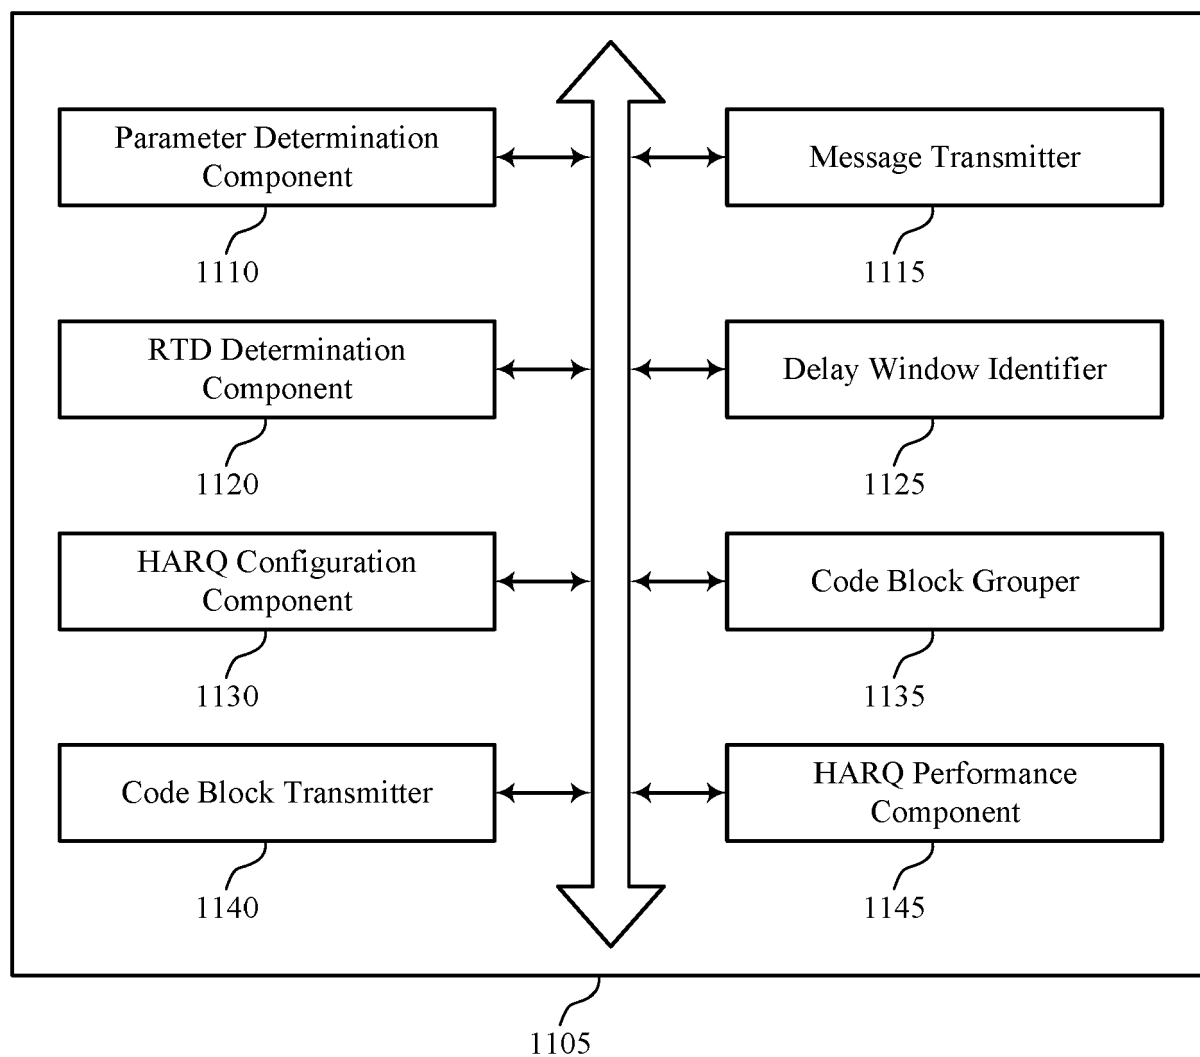 Parameter Determination
Component
1110
Message Transmitter
1115
RTD Determination
Component
1120
Delay Window Identifier
1125
HARQ Configuration
Component
1130
Code Block Grouper
1135
Code Block Transmitter
1140
HARQ Performance
Component
1145
1105